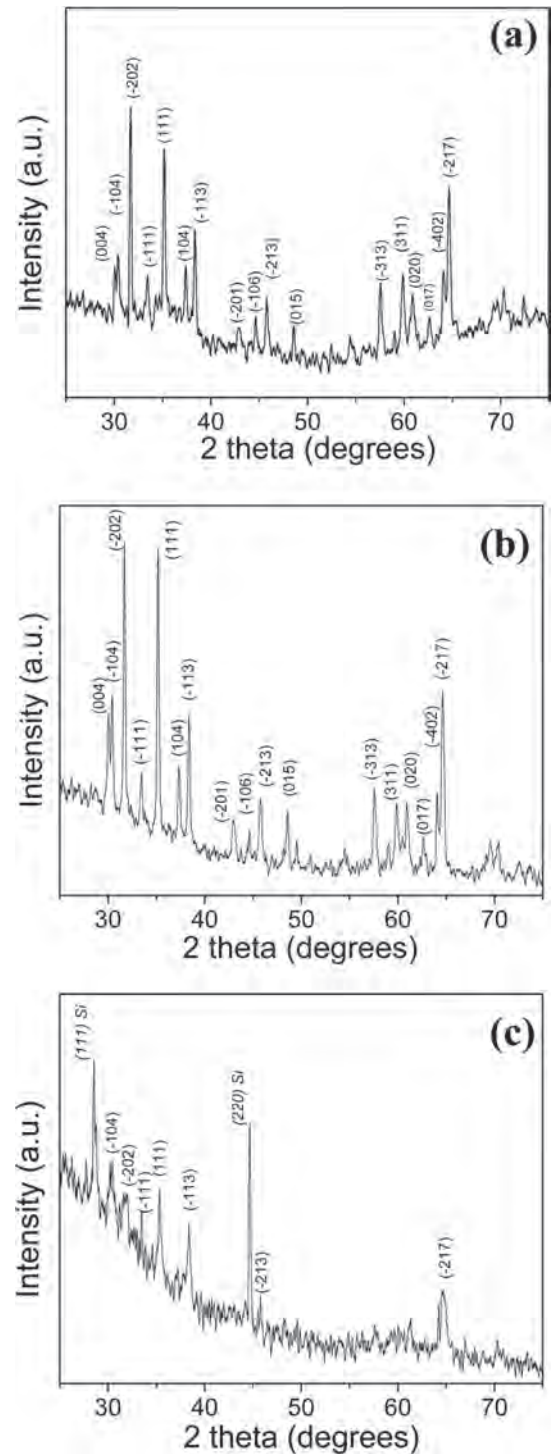 (a)
Intensity (a.u.)
(004)
(-104)
(-202)
(-111)
(111)
(104)
(-113)
(-201)
(-106)
(-213)
(015)
(-313)
(311)
(020)
(017)
(-402)
(-217)
30 40 50 60 70
2 theta (degrees)
(b)
Intensity (a.u.)
(004)
(-104)
(-202)
(-111)
(111)
(104)
(-113)
(-201)
(-106)
(-213)
(015)
(-313)
(311)
(020)
(017)
(-402)
(-217)
30 40 50 60 70
2 theta (degrees)
(c)
Intensity (a.u.)
(111) Si
(-104)
(-202)
(-111)
(111)
(-113)
(220) Si
(-213)
(-217)
30 40 50 60 70
2 theta (degrees)